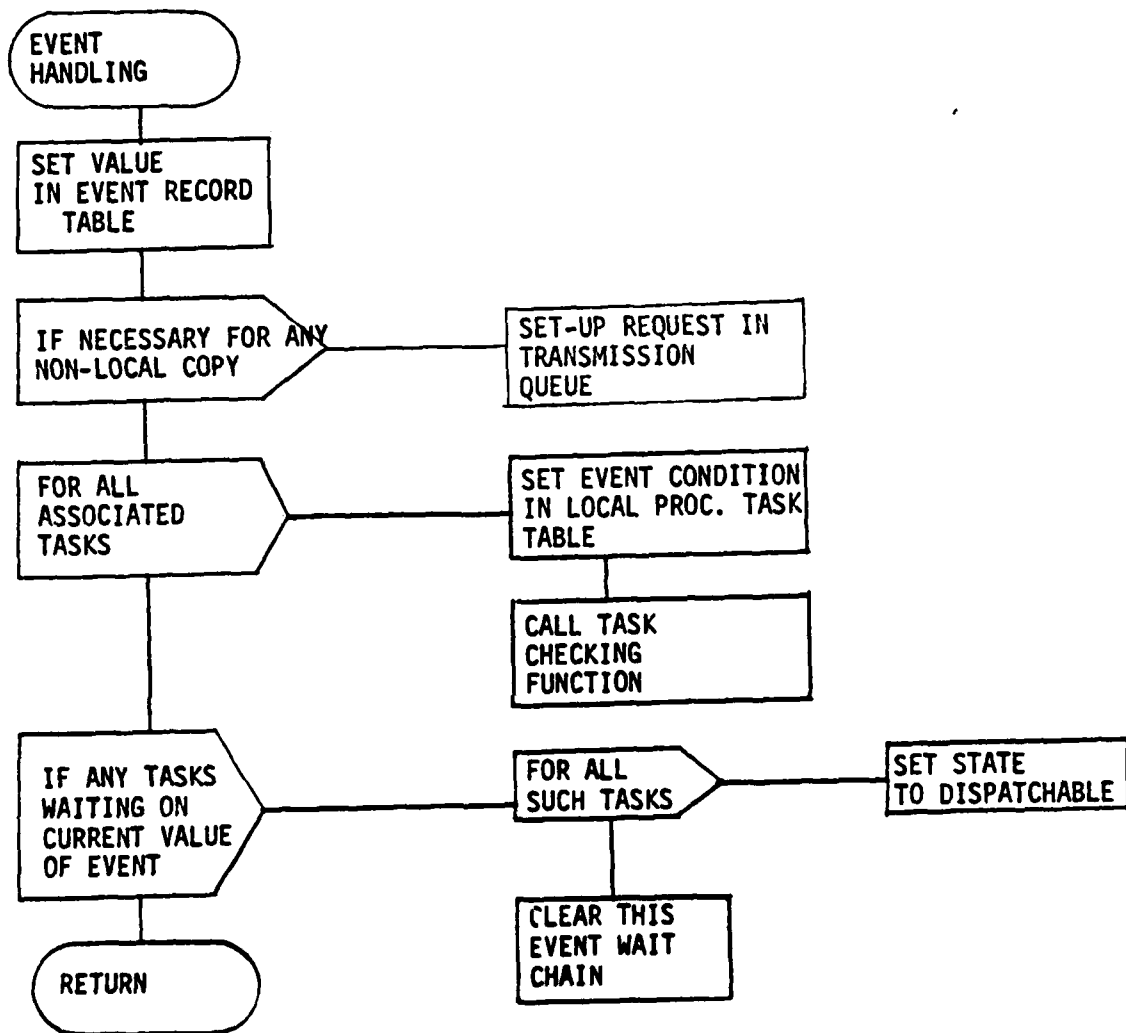 EVENT
HANDLING
SET VALUE
IN EVENT RECORD
TABLE
IF NECESSARY FOR ANY
NON-LOCAL COPY
SET-UP REQUEST IN
TRANSMISSION
QUEUE
FOR ALL
ASSOCIATED
TASKS
SET EVENT CONDITION
IN LOCAL PROC. TASK
TABLE
CALL TASK
CHECKING
FUNCTION
IF ANY TASKS
WAITING ON
CURRENT VALUE
OF EVENT
FOR ALL
SUCH TASKS
SET STATE
TO DISPATCHABLE
CLEAR THIS
EVENT WAIT
CHAIN
RETURN